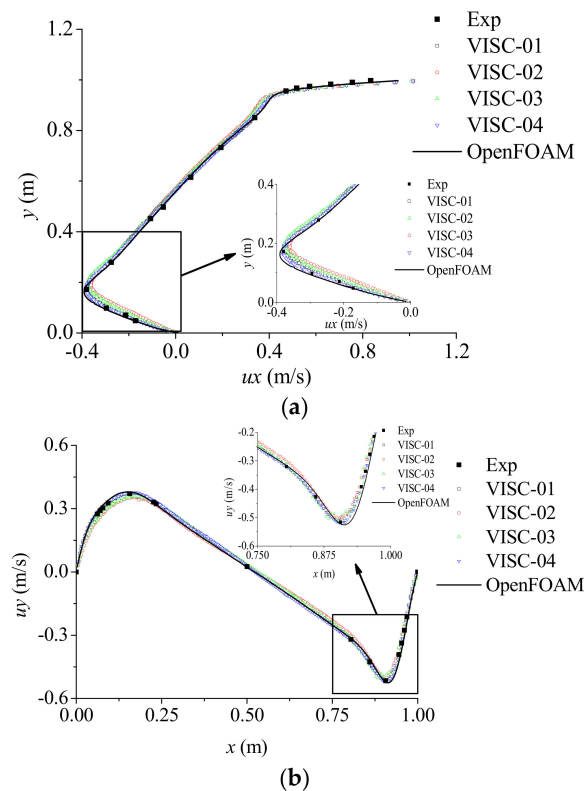 Exp
VISC-01
VISC-02
VISC-03
VISC-04
OpenFOAM
1.2
0.8
0.4
0.0
y (m)
-0.4 0.0 0.4 0.8 1.2
ux (m/s)
0.4
0.2
0.0
y (m)
-0.4 -0.2 0.0
ux (m/s)
Exp
VISC-01
VISC-02
VISC-03
VISC-04
OpenFOAM
(a)
0.6
0.3
0.0
-0.3
-0.6
uy (m/s)
0.00 0.25 0.50 0.75 1.00
x (m)
-0.2
-0.3
-0.4
-0.5
-0.6
uy (m/s)
0.750 0.875 1.000
x (m)
Exp
VISC-01
VISC-02
VISC-03
VISC-04
OpenFOAM
Exp
VISC-01
VISC-02
VISC-03
VISC-04
OpenFOAM
(b)